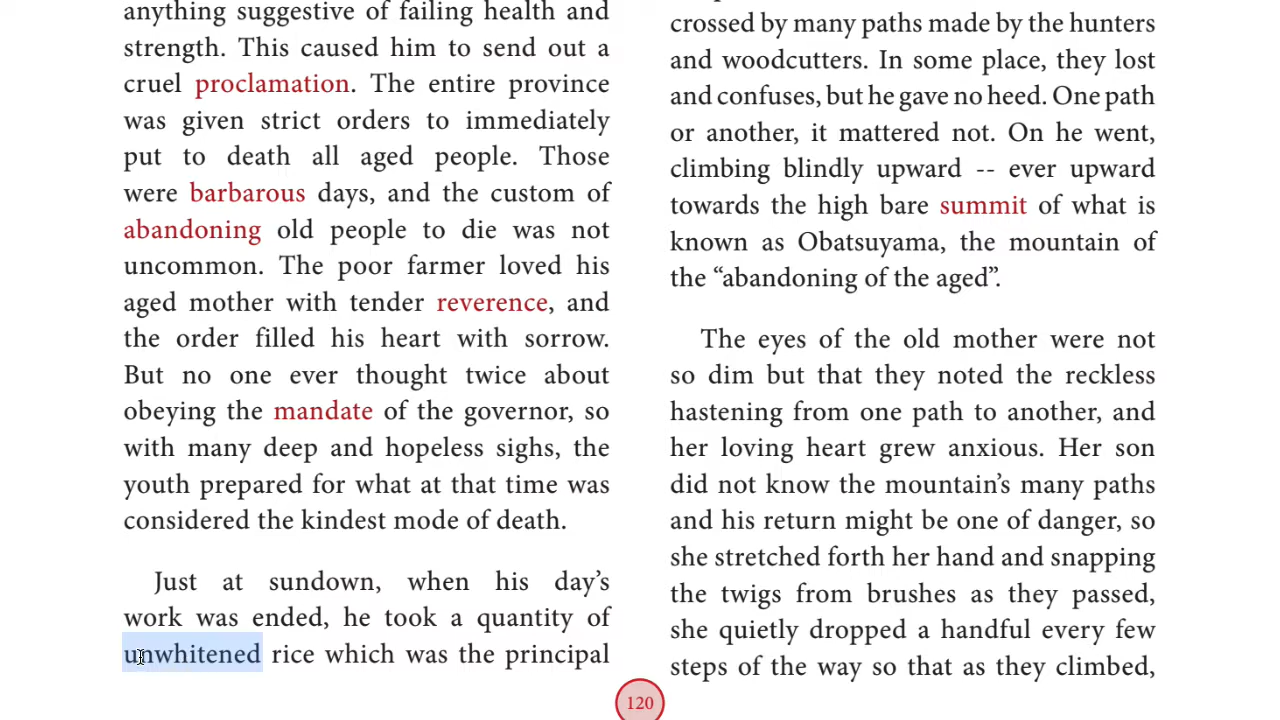 anything suggestive of failing health and
strength. This caused him to send out a
cruel proclamation. The entire province
was given strict orders to immediately
put to death all aged people. Those
were barbarous days, and the custom of
abandoning old people to die was not
uncommon. The poor farmer loved his
aged mother with tender reverence, and
the order filled his heart with sorrow.
But no one ever thought twice about
obeying the mandate of the governor, so
with many deep and hopeless sighs, the
youth prepared for what at that time was
considered the kindest mode of death.
Just at sundown, when his day's
work was ended, he took a quantity of
unwhitened rice which was the principal
crossed by many paths made by the hunters
and woodcutters. In some place, they lost
and confuses, but he gave no heed. One path
or another, it mattered not. On he went,
climbing blindly upward -- ever upward
towards the high bare summit of what is
known as Obatsuyama, the mountain of
the “abandoning of the aged”.
The eyes of the old mother were not
so dim but that they noted the reckless
hastening from one path to another, and
her loving heart grew anxious. Her son
did not know the mountain's many paths
and his return might be one of danger, so
she stretched forth her hand and snapping
the twigs from brushes as they passed,
she quietly dropped a handful every few
steps of the way so that as they climbed,
120